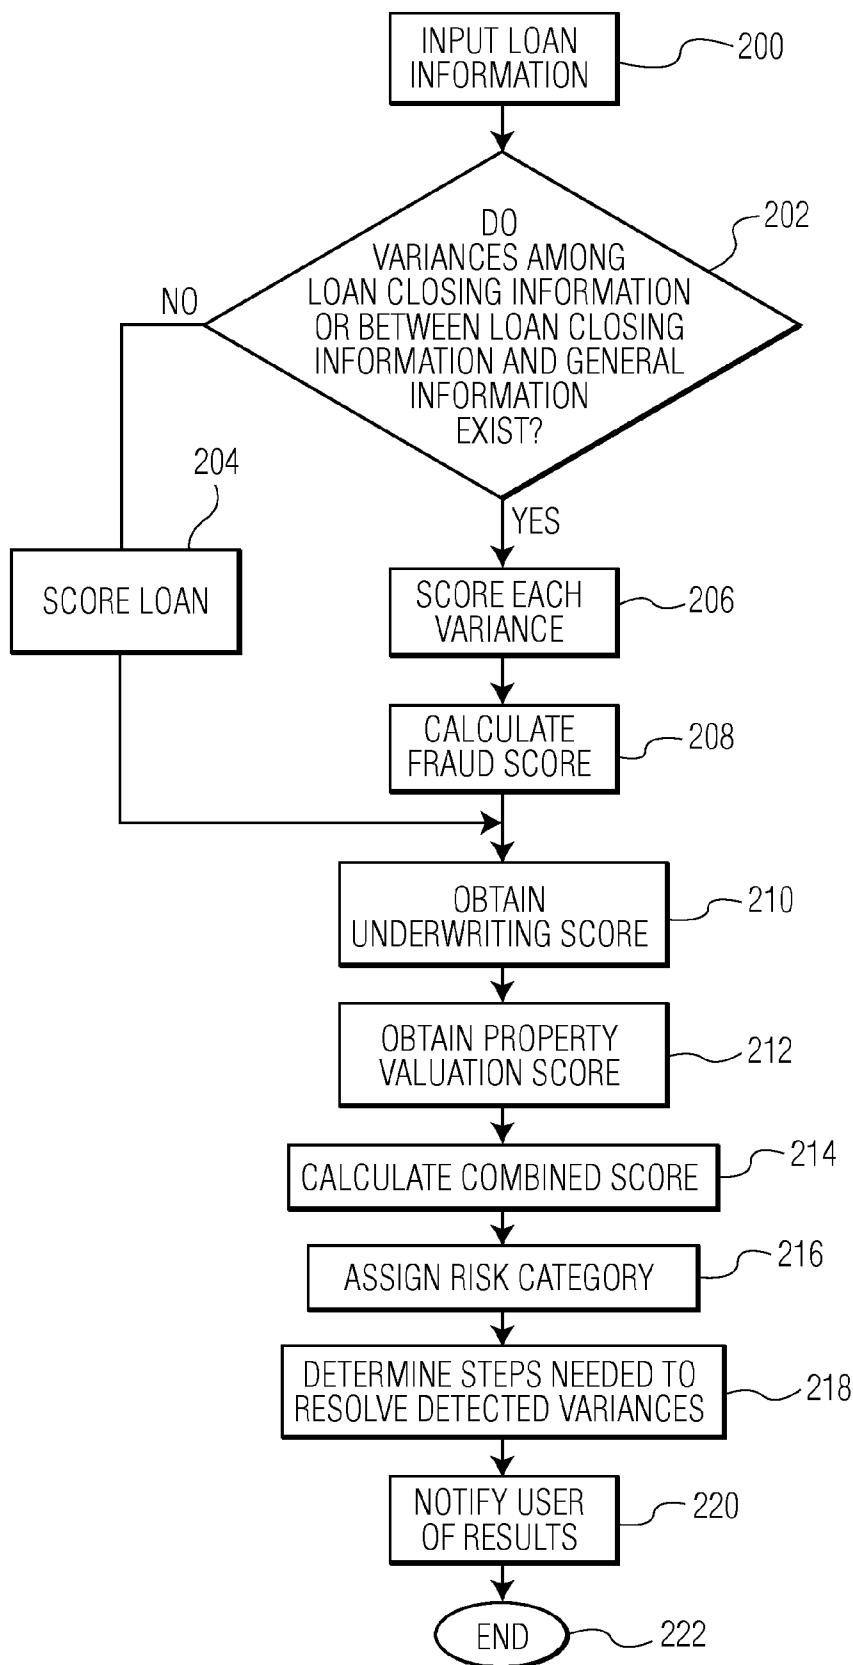 INPUT LOAN
INFORMATION
200
DO
VARIANCES AMONG
LOAN CLOSING INFORMATION
OR BETWEEN LOAN CLOSING
INFORMATION AND GENERAL
INFORMATION
EXIST?
202
NO
204
SCORE LOAN
YES
SCORE EACH
VARIANCE
206
CALCULATE
FRAUD SCORE
208
OBTAIN
UNDERWRITING SCORE
210
OBTAIN PROPERTY
VALUATION SCORE
212
CALCULATE COMBINED SCORE
214
ASSIGN RISK CATEGORY
216
DETERMINE STEPS NEEDED TO
RESOLVE DETECTED VARIANCES
218
NOTIFY USER
OF RESULTS
220
END
222